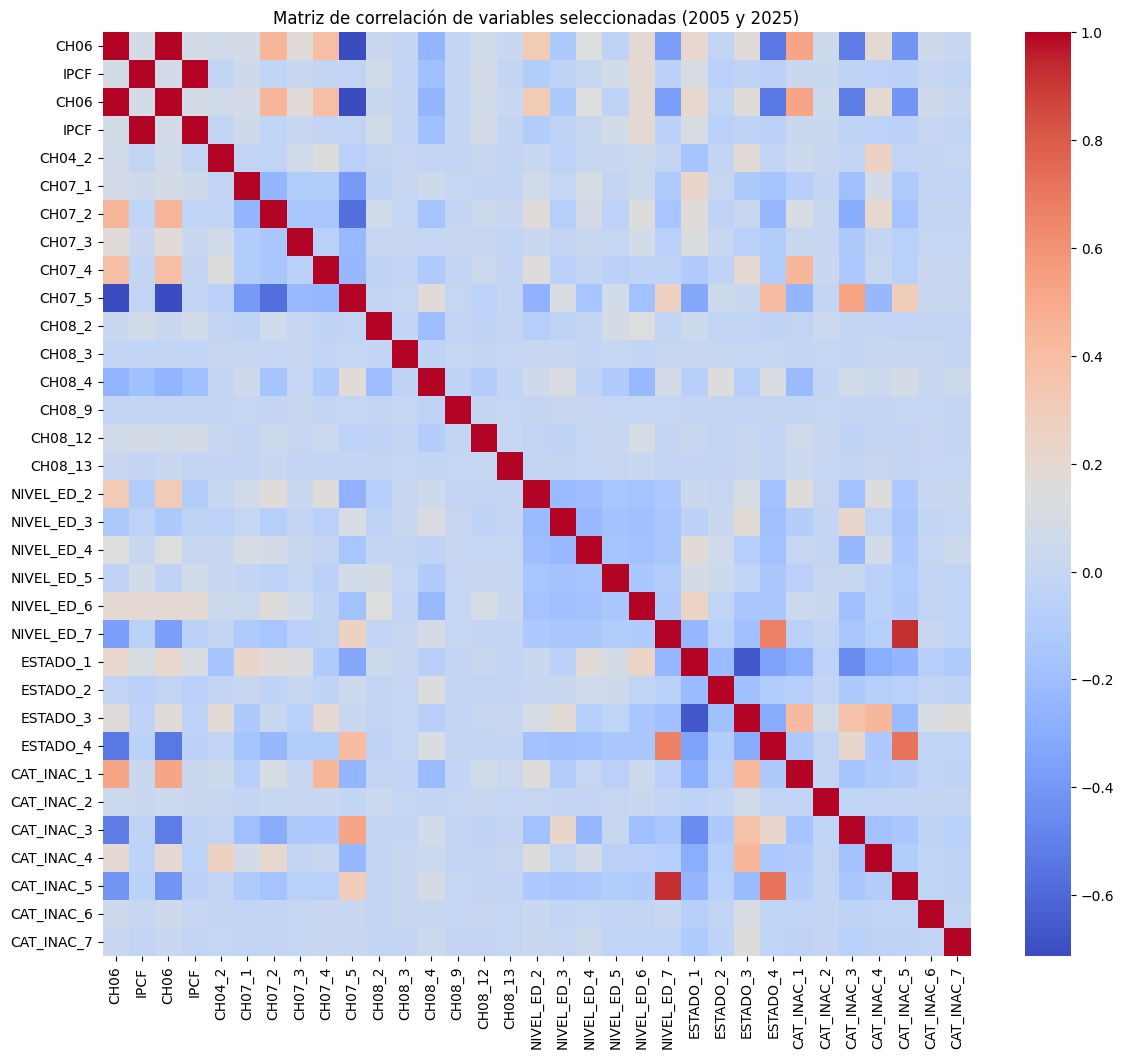 Matriz de correlación de variables seleccionadas (2005 y 2025)
CH06
IPCF
CH06
IPCF
CH04_2
CH07_1
CH07_2
CH07_3
CH07_4
CH07_5
CH08_2
CH08_3
CH08_4
CH08_9
CH08_12
CH08_13
NIVEL_ED_2
NIVEL_ED_3
NIVEL_ED_4
NIVEL_ED_5
NIVEL_ED_6
NIVEL_ED_7
ESTADO_1
ESTADO_2
ESTADO_3
ESTADO_4
CAT_INAC_1
CAT_INAC_2
CAT_INAC_3
CAT_INAC_4
CAT_INAC_5
CAT_INAC_6
CAT_INAC_7
CH06
IPCF
CH06
IPCF
CH04_2
CH07_1
CH07_2
CH07_3
CH07_4
CH07_5
CH08_2
CH08_3
CH08_4
CH08_9
CH08_12
CH08_13
NIVEL_ED_2
NIVEL_ED_3
NIVEL_ED_4
NIVEL_ED_5
NIVEL_ED_6
NIVEL_ED_7
ESTADO_1
ESTADO_2
ESTADO_3
ESTADO_4
CAT_INAC_1
CAT_INAC_2
CAT_INAC_3
CAT_INAC_4
CAT_INAC_5
CAT_INAC_6
CAT_INAC_7
1.0
0.8
0.6
0.4
0.2
0.0
−0.2
−0.4
−0.6